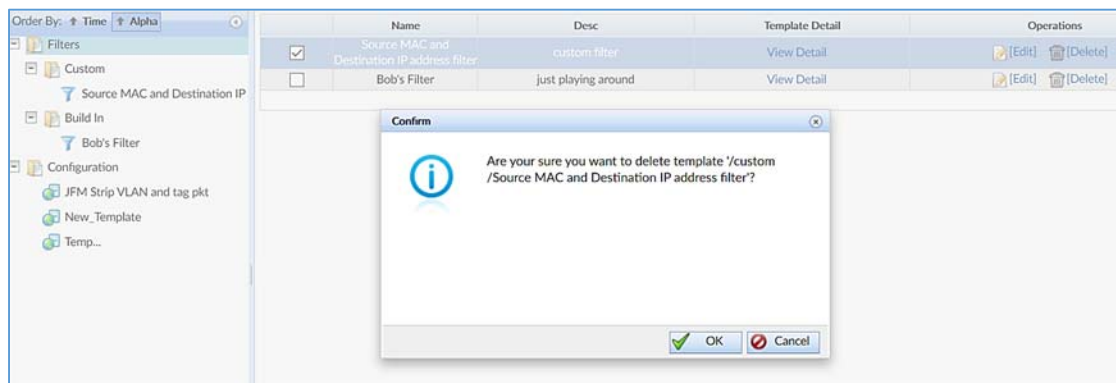 Order By: Time Alpha
Filters
Custom
Source MAC and Destination IP
Build In
Bob's Filter
Configuration
JFM Strip VLAN and tag pkt
New_Template
Temp...
Name Desc Template Detail Operations
Source MAC and
Destination IP address filter
custom filter View Detail [Edit] [Delete]
Bob's Filter just playing around View Detail [Edit] [Delete]
Confirm
Are your sure you want to delete template '/custom
/Source MAC and Destination IP address filter'?
OK Cancel